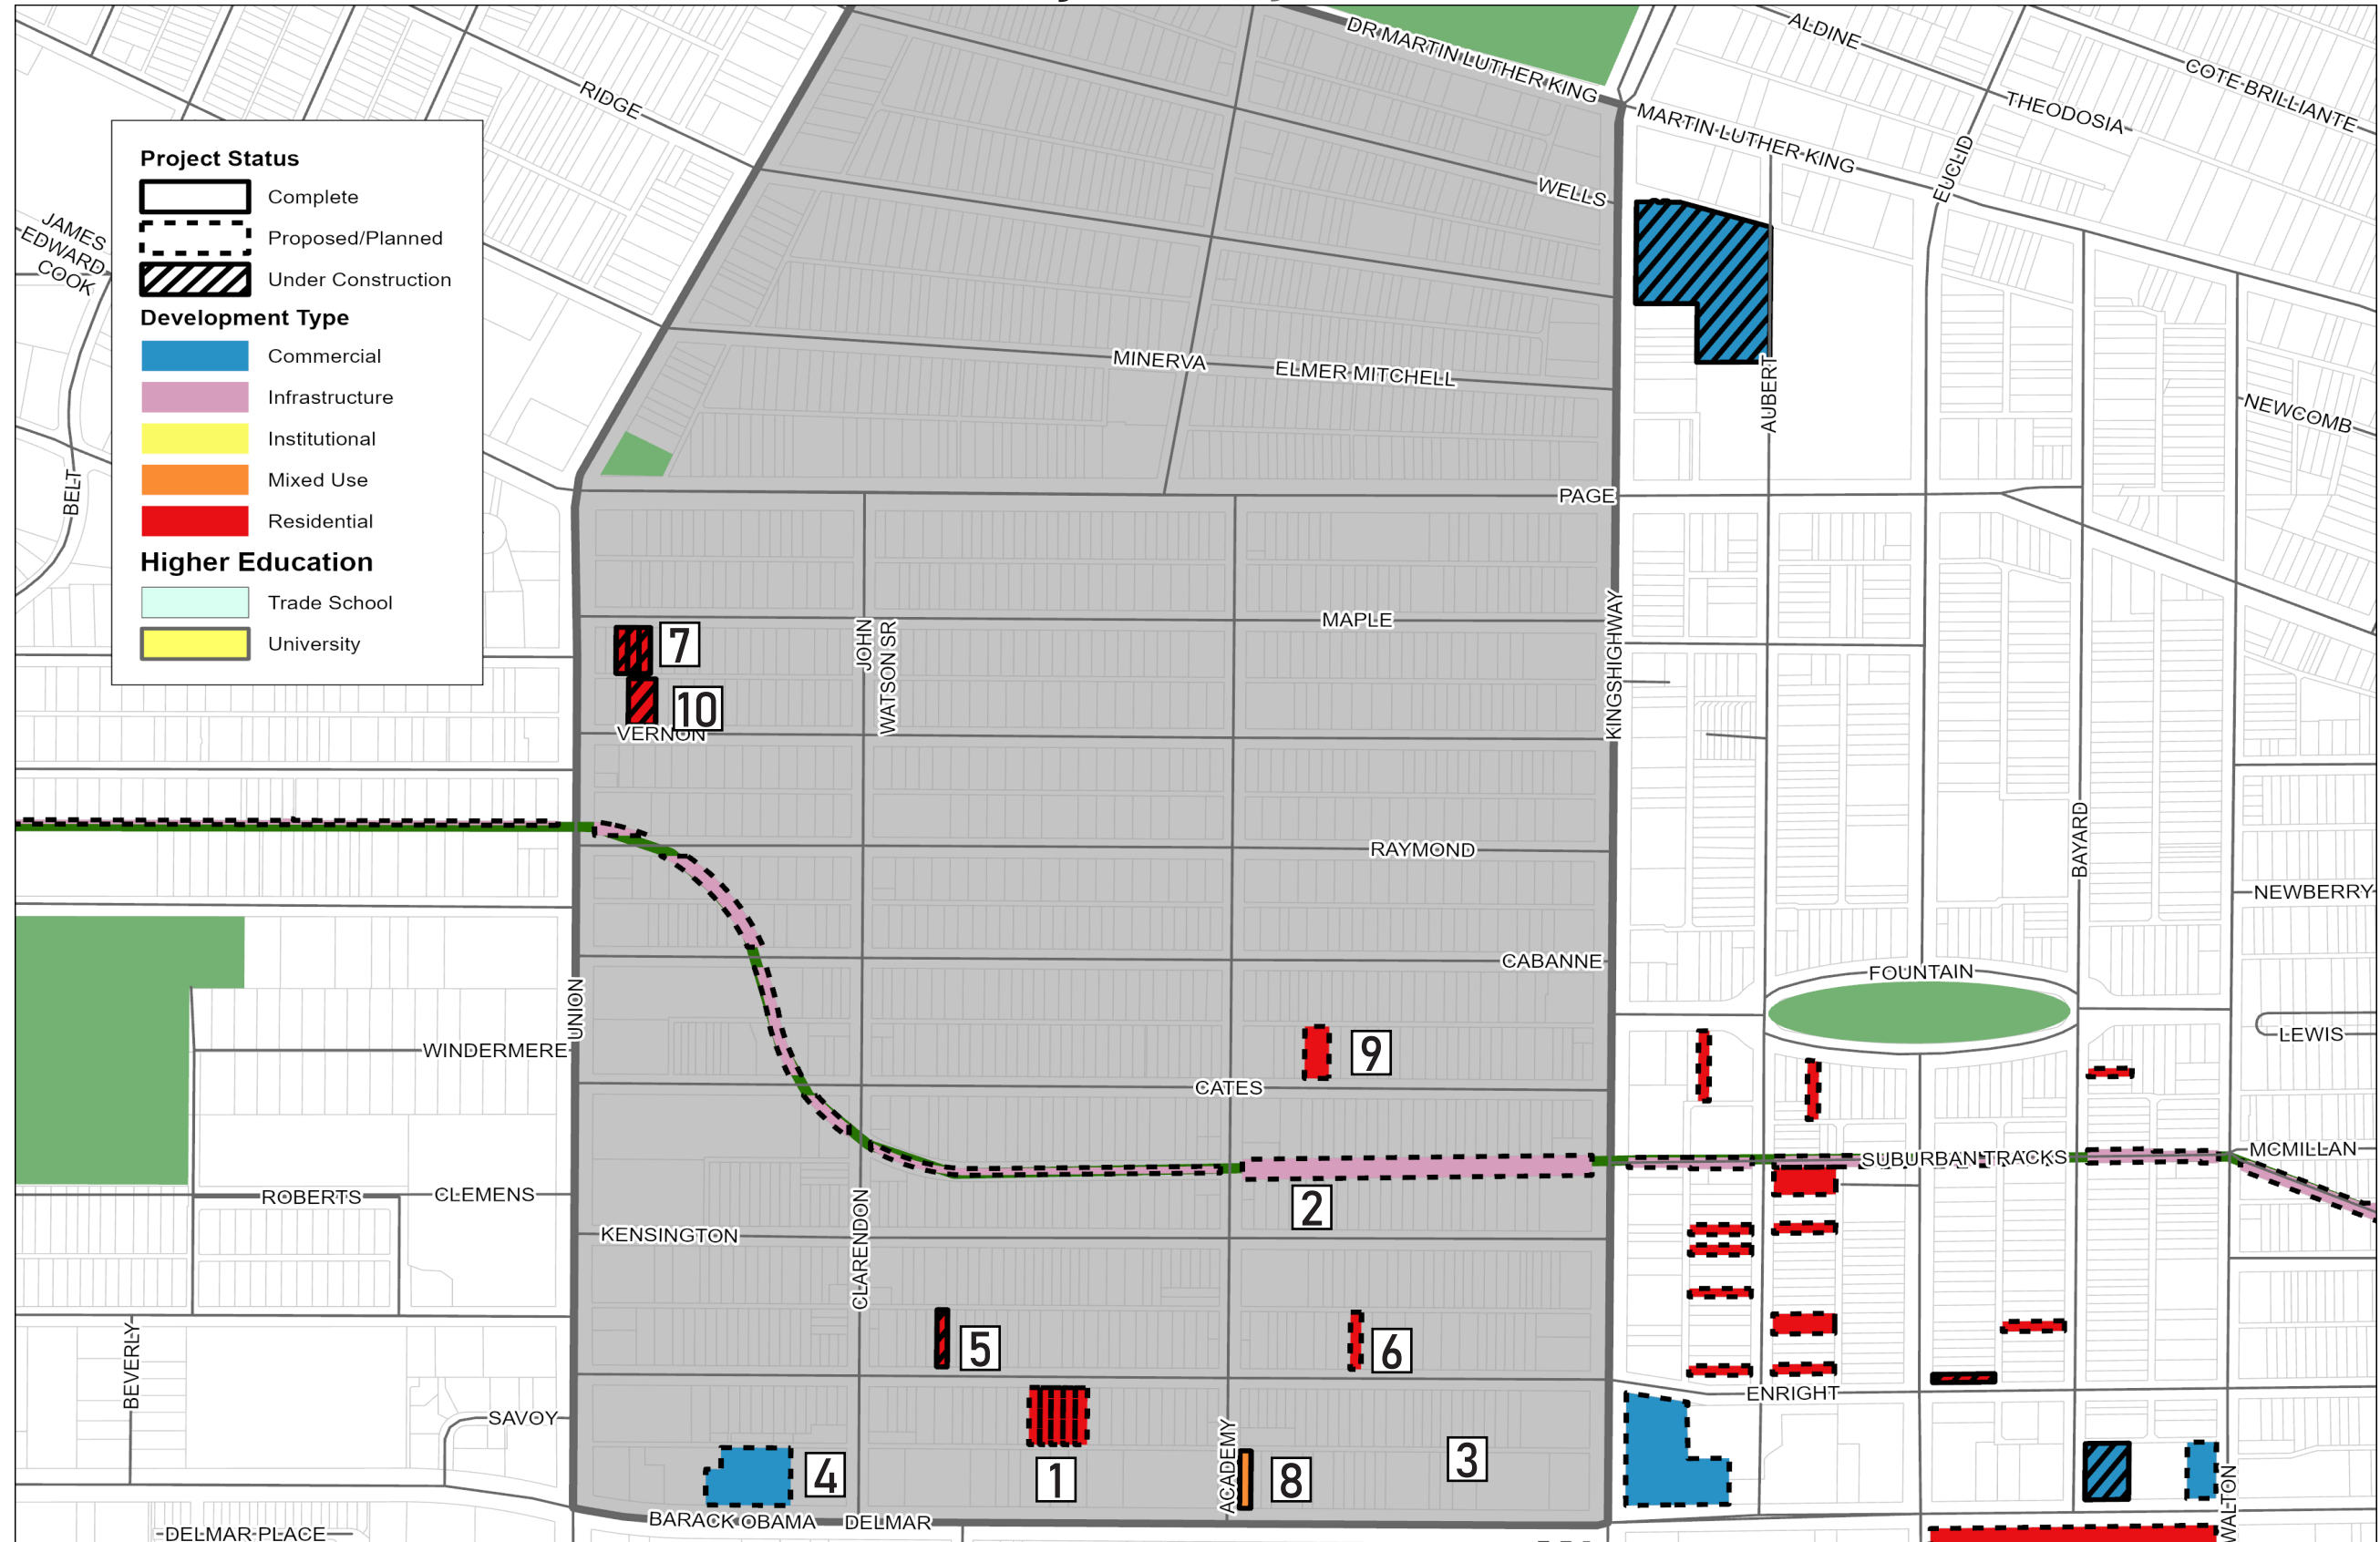 DR MARTIN LUTHER KING
ALDINE
COTE BRILLIANTE
THEODOSIA
RIDGE
MARTIN LUTHER KING
EUCLID
WELLS
Project Status
Complete
Proposed/Planned
Under Construction
Development Type
Commercial
Infrastructure
Institutional
Mixed Use
Residential
Higher Education
Trade School
University
JAMES
EDWARD
COOK
BELT
MINERVA
ELMER MITCHELL
AUBERT
NEWCOMB
PAGE
MAPLE
7
JOHN
WATSON SR
KINGSHIGHWAY
10
VERNON
RAYMOND
BAYARD
NEWBERRY
CABANNE
FOUNTAIN
UNION
WINDERMERE
LEWIS
9
CATES
SUBURBAN TRACKS
MCMILLAN
ROBERTS
CLEMENS
2
KENSINGTON
CLARENDON
BEVERLY
5
6
ENRIGHT
SAVOY
4
1
ACADEMY
8
3
WALTON
BARACK OBAMA
DELMAR
DELMAR PLACE